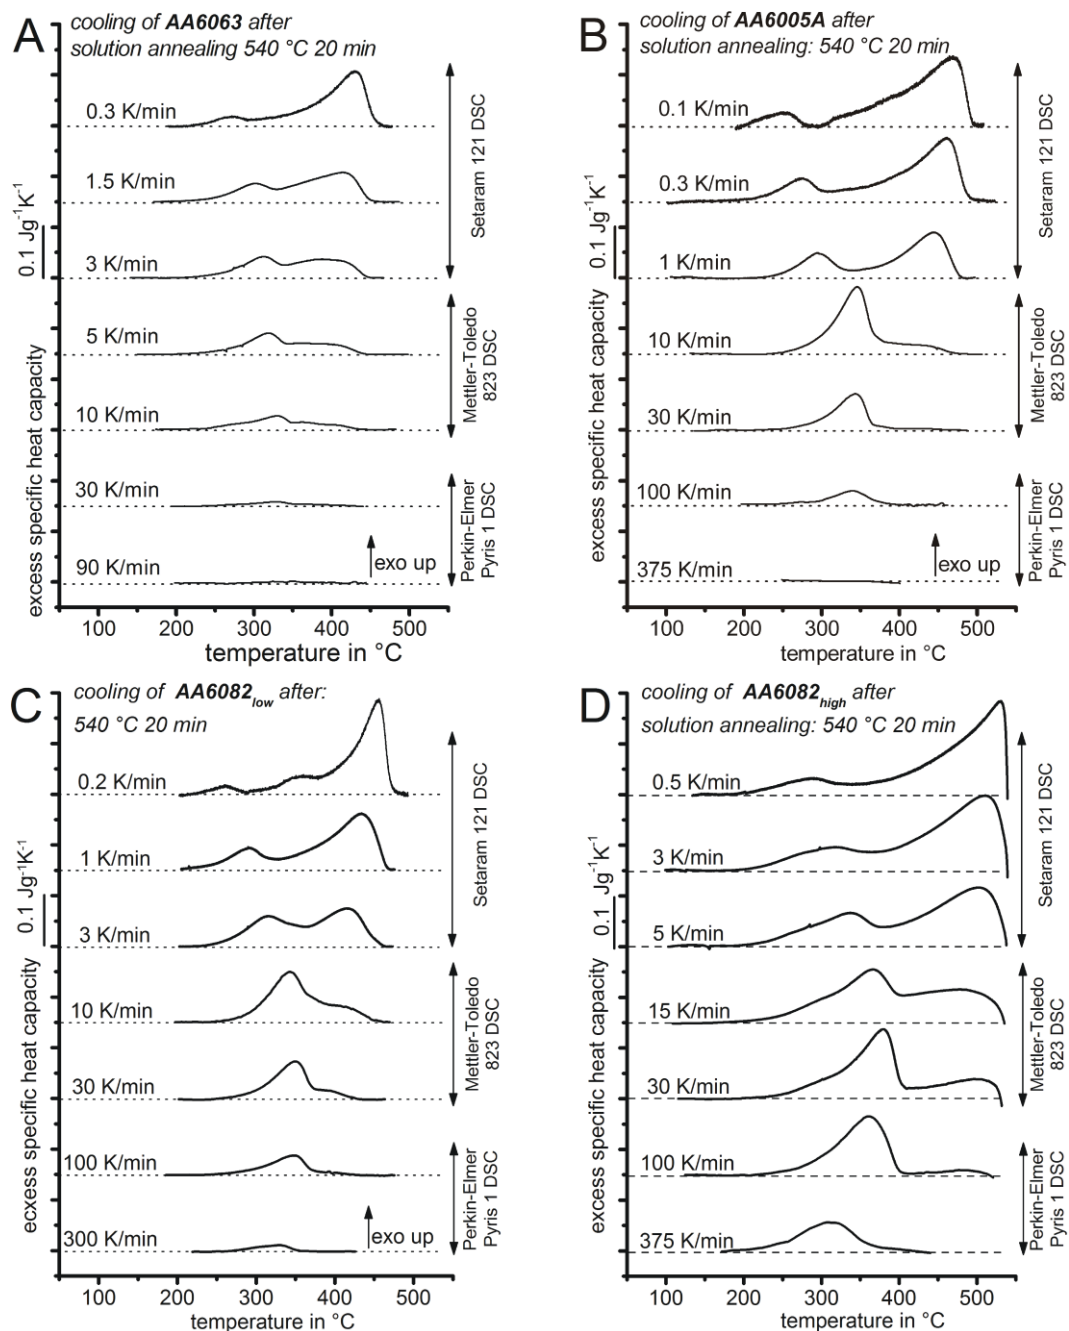 A
cooling of AA6063 after
solution annealing 540 °C 20 min
0.3 K/min
1.5 K/min
3 K/min
5 K/min
10 K/min
30 K/min
90 K/min
exo up
0.1 Jg⁻¹K⁻¹
excess specific heat capacity
Setaram 121 DSC
Mettler-Toledo
823 DSC
Perkin-Elmer
Pyris 1 DSC
100 200 300 400 500
temperature in °C
B
cooling of AA6005A after
solution annealing: 540 °C 20 min
0.1 K/min
0.3 K/min
1 K/min
10 K/min
30 K/min
100 K/min
375 K/min
exo up
0.1 Jg⁻¹K⁻¹
excess specific heat capacity
Setaram 121 DSC
Mettler-Toledo
823 DSC
Perkin-Elmer
Pyris 1 DSC
100 200 300 400 500
temperature in °C
C
cooling of AA6082low after:
540 °C 20 min
0.2 K/min
1 K/min
3 K/min
10 K/min
30 K/min
100 K/min
300 K/min
exo up
0.1 Jg⁻¹K⁻¹
ecxess specific heat capacity
Setaram 121 DSC
Mettler-Toledo
823 DSC
Perkin-Elmer
Pyris 1 DSC
100 200 300 400 500
temperature in °C
D
cooling of AA6082high after
solution annealing: 540 °C 20 min
0.5 K/min
3 K/min
5 K/min
15 K/min
30 K/min
100 K/min
375 K/min
0.1 Jg⁻¹K⁻¹
excess specific heat capacity
Setaram 121 DSC
Mettler-Toledo
823 DSC
Perkin-Elmer
Pyris 1 DSC
100 200 300 400 500
temperature in °C